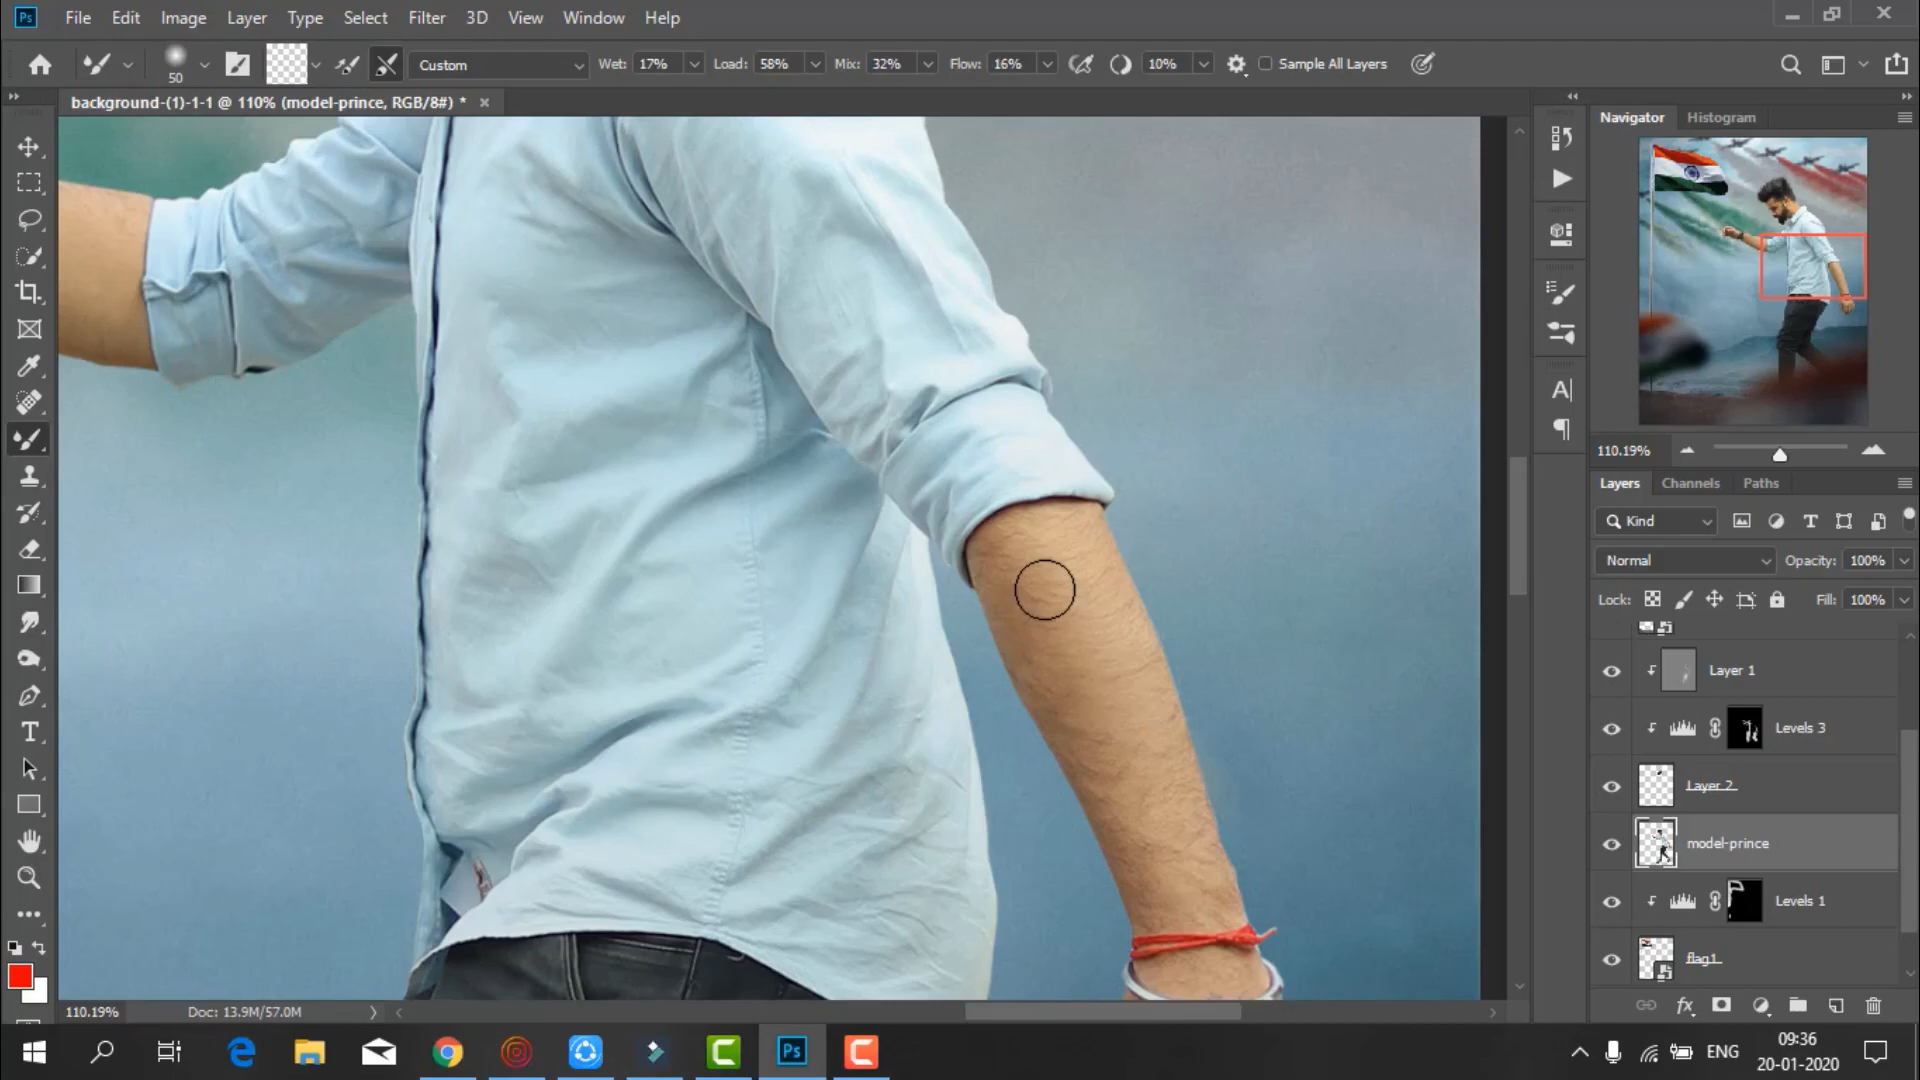 Ps File Edit Image Layer Type Select Filter 3D View Window Help
50 Custom Wet: 17% Load: 58% Mix: 32% Flow: 16% 10% Sample All Layers
background-(1)-1-1 @ 110% (model-prince, RGB/8#) *
Navigator Histogram
110.19%
Layers Channels Paths
Kind
Normal Opacity: 100%
Lock: Fill: 100%
Layer 1
Levels 3
Layer 2
model-prince
Levels 1
flag1
110.19% Doc: 13.9M/57.0M
Ps ENG 09:36
20-01-2020